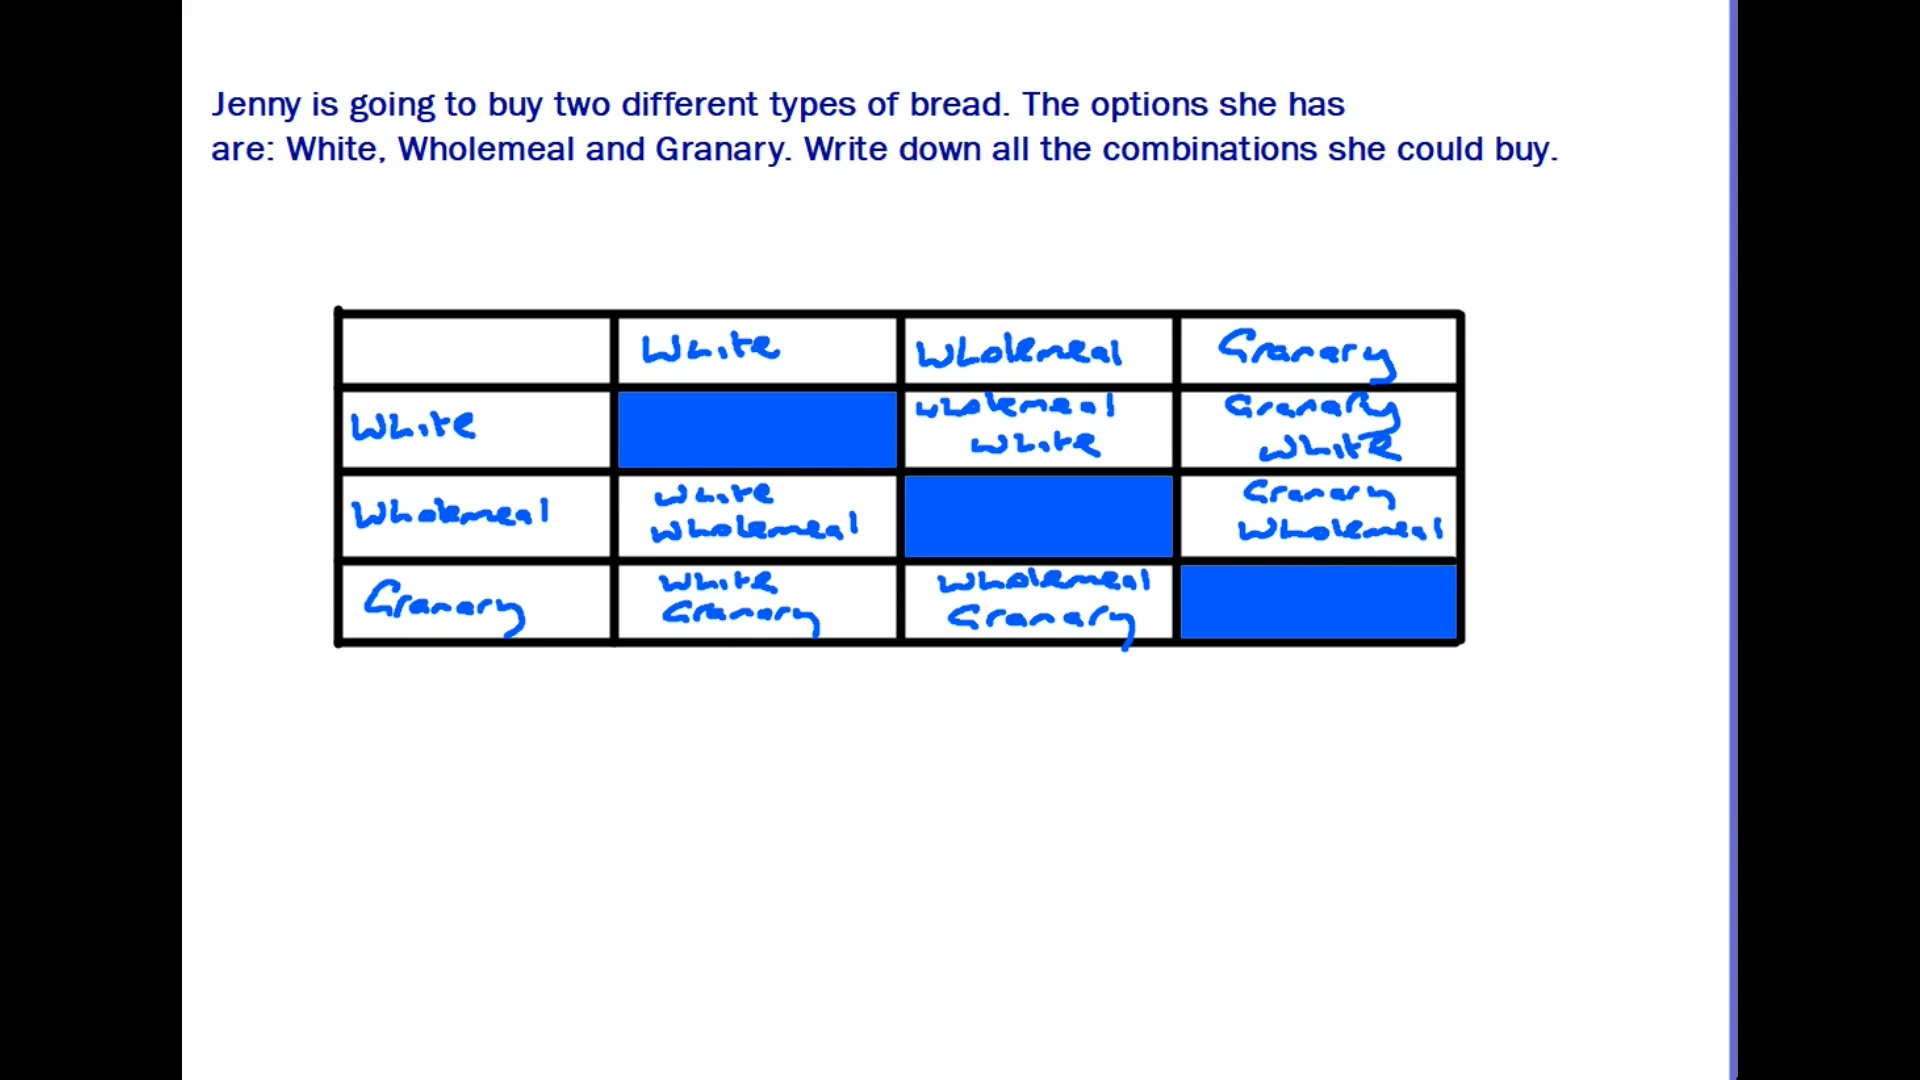 Jenny is going to buy two different types of bread. The options she has
are: White, Wholemeal and Granary. Write down all the combinations she could buy.
White Wholemeal Granary
White
Wholemeal
White
Granary
White
Wholemeal
White
Wholemeal
Granary
Wholemeal
Granary
White
Granary
Wholemeal
Granary